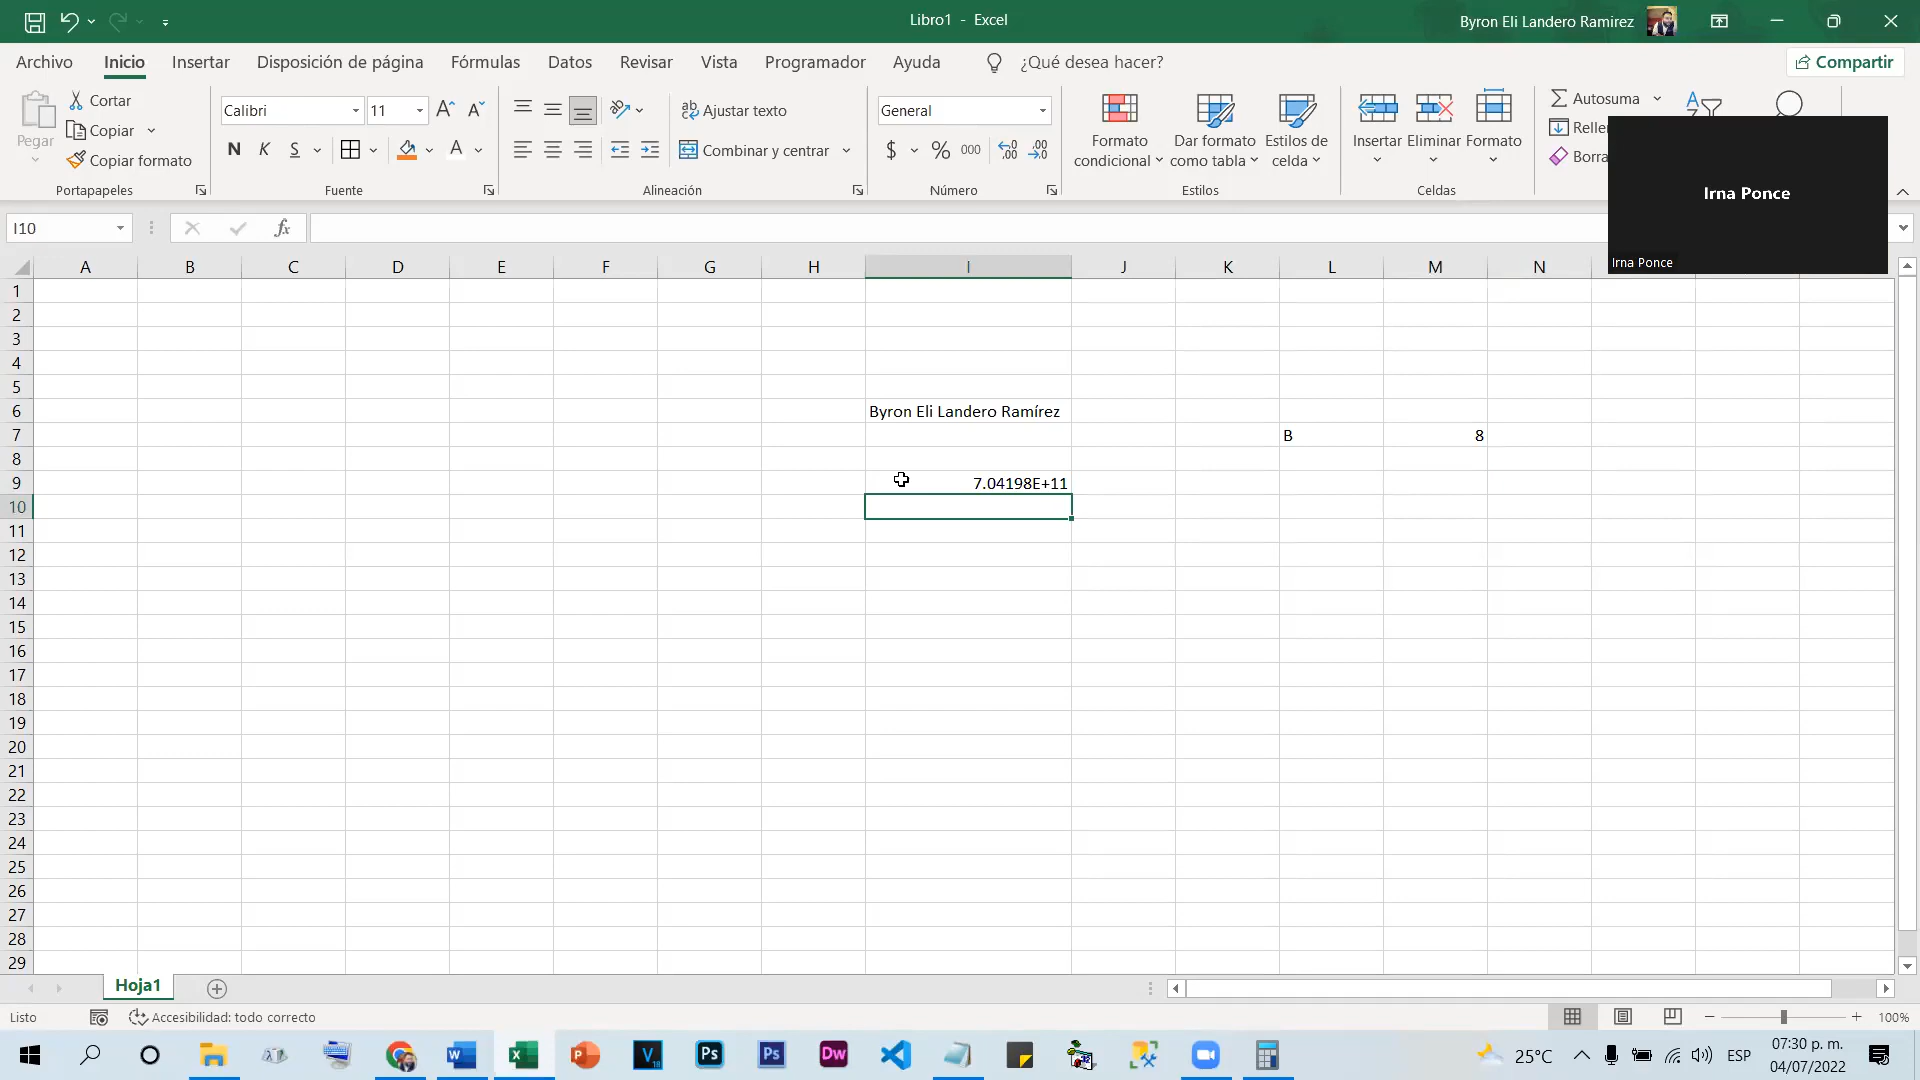 Libro1 - Excel
Byron Eli Landero Ramirez
Archivo
Inicio
Insertar
Disposición de página
Fórmulas
Datos
Revisar
Vista
Programador
Ayuda
¿Qué desea hacer?
Compartir
Pegar
Cortar
Copiar
Copiar formato
Portapapeles
Calibri
11
N K S
Fuente
Ajustar texto
Combinar y centrar
Alineación
General
$ % 000
Número
Formato condicional
Dar formato como tabla
Estilos de celda
Estilos
Insertar
Eliminar
Formato
Celdas
Autosuma
Relle
Borra
Irna Ponce
Irna Ponce
I10
fx
A B C D E F G H I J K L M N
1
2
3
4
5
6 Byron Eli Landero Ramírez
7 B 8
8
9 7.04198E+11
10
11
12
13
14
15
16
17
18
19
20
21
22
23
24
25
26
27
28
29
Hoja1
Listo
Accesibilidad: todo correcto
100%
25°C
ESP
07:30 p. m.
04/07/2022